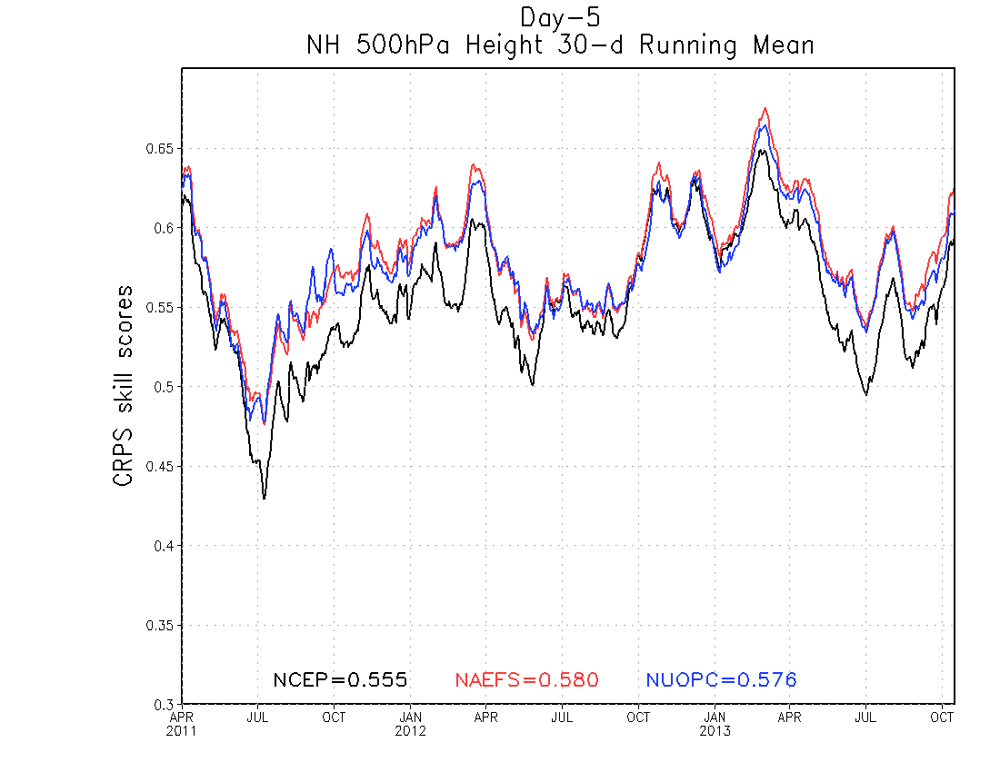 Day-5
NH 500hPa Height 30-d Running Mean
CRPS skill scores
0.65
0.6
0.55
0.5
0.45
0.4
0.35
0.3
NCEP=0.555 NAEFS=0.580 NUOPC=0.576
APR JUL OCT JAN APR JUL OCT JAN APR JUL OCT
2011 2012 2013